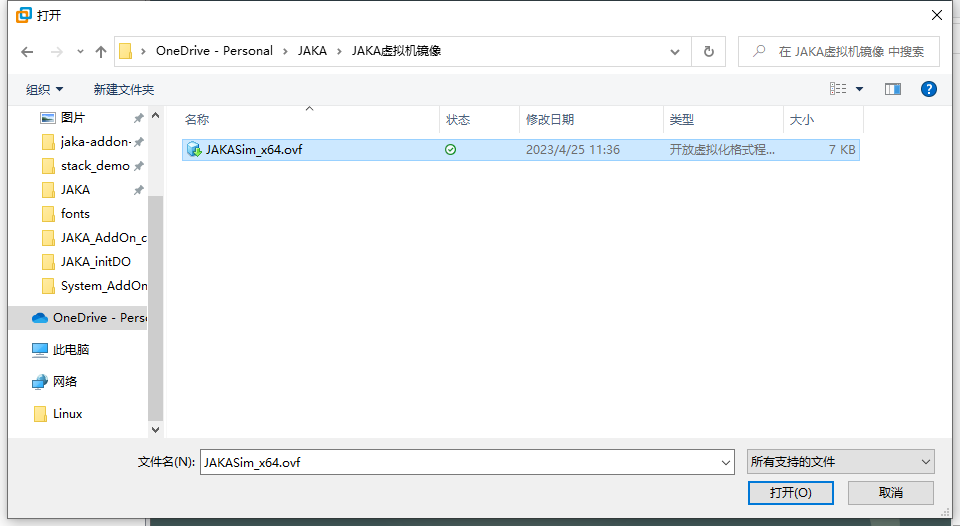 打开
OneDrive - Personal › JAKA › JAKA虚拟机镜像
在 JAKA虚拟机镜像 中搜索
组织 新建文件夹
名称 状态 修改日期 类型 大小
JAKASim_x64.ovf 2023/4/25 11:36 开放虚拟化格式程... 7 KB
图片
jaka-addon-
stack_demo
JAKA
fonts
JAKA_AddOn_c
JAKA_initDO
System_AddOn
OneDrive - Perso
此电脑
网络
Linux
文件名(N): JAKASim_x64.ovf 所有支持的文件
打开(O) 取消